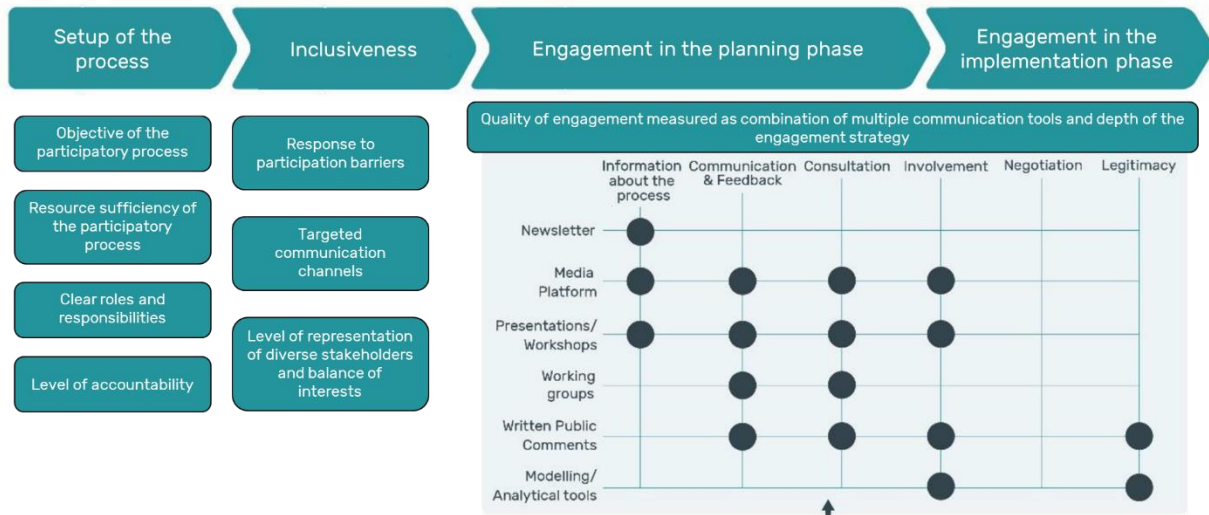 Setup of the
process
Inclusiveness
Engagement in the planning phase
Engagement in the
implementation phase
Objective of the
participatory process
Resource sufficiency of
the participatory
process
Clear roles and
responsibilities
Level of accountability
Response to
participation barriers
Targeted
communication
channels
Level of representation
of diverse stakeholders
and balance of
interests
Quality of engagement measured as combination of multiple communication tools and depth of the
engagement strategy
Information
about the
process
Communication
& Feedback
Consultation
Involvement
Negotiation
Legitimacy
Newsletter
Media
Platform
Presentations/
Workshops
Working
groups
Written Public
Comments
Modelling/
Analytical tools